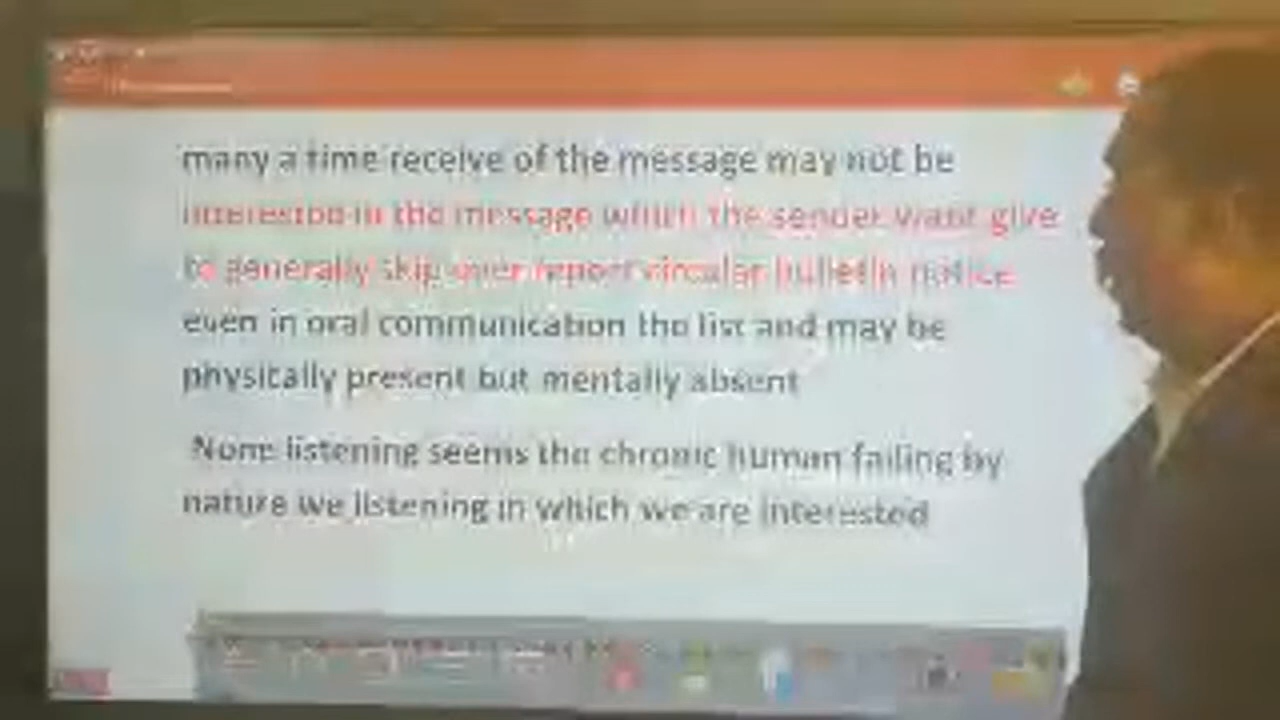 many a time receive of the message may not be
interested in the message which the sender want give
to generally skip over report circular bulletin notice
even in oral communication the list and may be
physically present but mentally absent
None listening seems the chronic human failing by
nature we listening in which we are interested